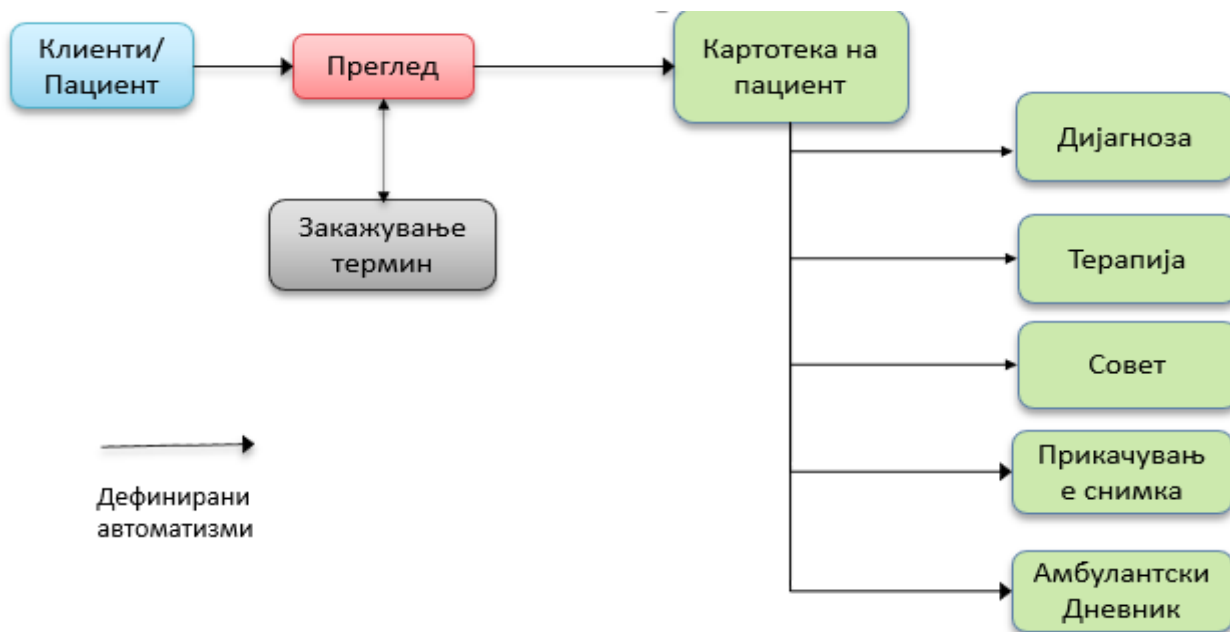 Клиенти/
Пациент
Преглед
Картотека на
пациент
Закажување
термин
Дијагноза
Терапија
Совет
Прикачувањ
е снимка
Амбулантски
Дневник
Дефинирани
автоматизми